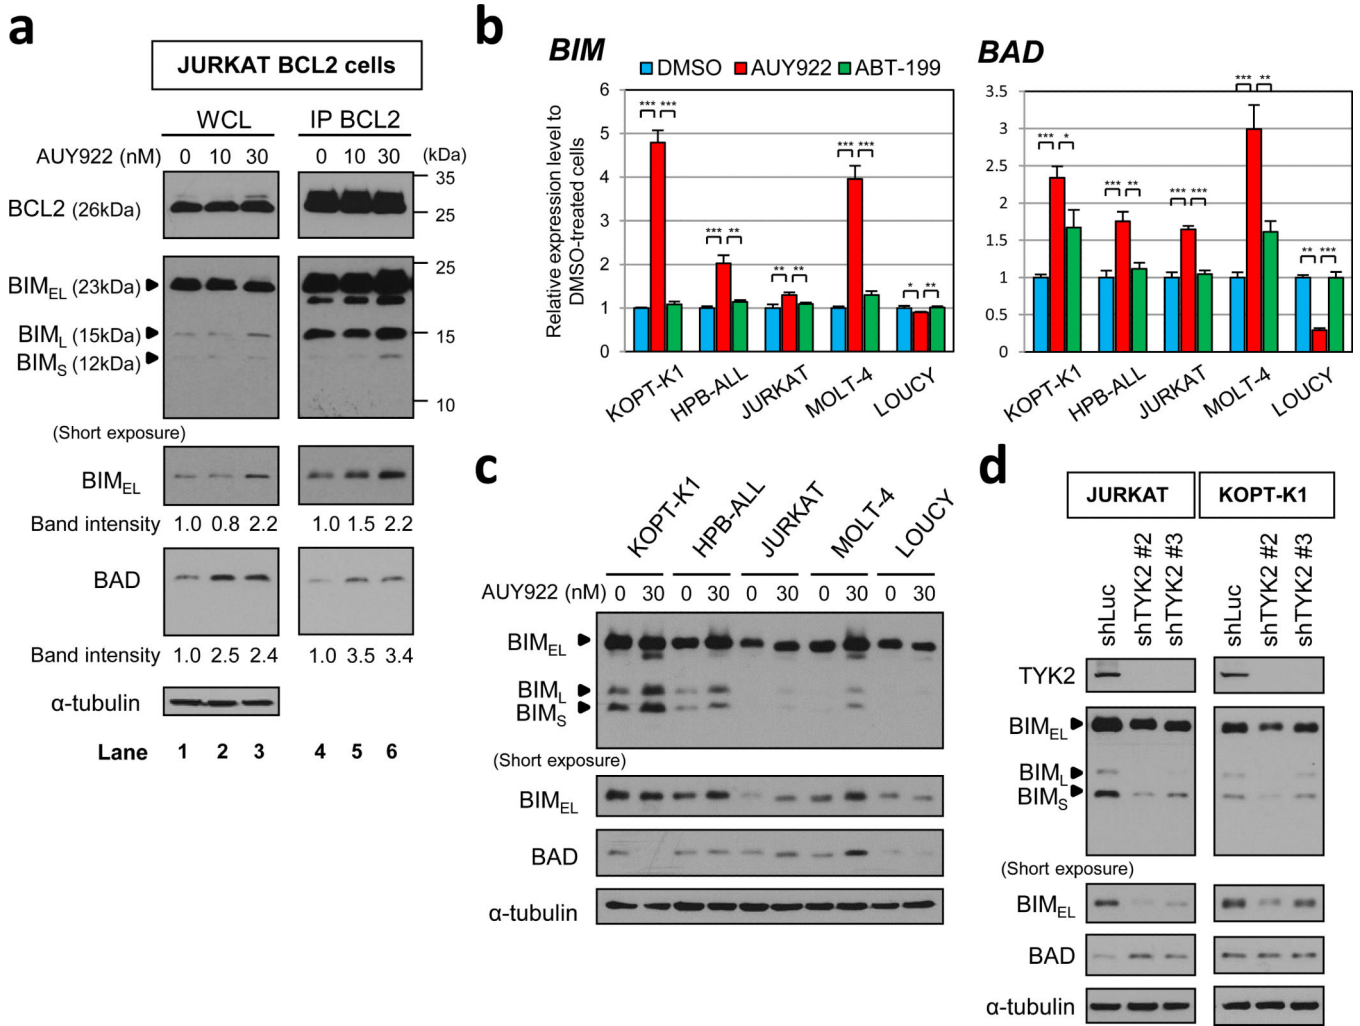 a
JURKAT BCL2 cells
WCL IP BCL2
AUY922 (nM) 0 10 30 0 10 30 (kDa)
35
BCL2 (26kDa)
25
25
BIMEL (23kDa)
BIML (15kDa) 15
BIMS (12kDa)
10
(Short exposure)
BIMEL
Band intensity 1.0 0.8 2.2 1.0 1.5 2.2
BAD
Band intensity 1.0 2.5 2.4 1.0 3.5 3.4
α-tubulin
Lane 1 2 3 4 5 6
b
BIM
DMSO AUY922 ABT-199
Relative expression level to
DMSO-treated cells
6
5
4
3
2
1
0
*** ***
*** **
** **
*** ***
* **
KOPT-K1 HPB-ALL JURKAT MOLT-4 LOUCY
BAD
3.5
3
2.5
2
1.5
1
0.5
0
*** *
*** **
*** ***
*** **
** ***
KOPT-K1 HPB-ALL JURKAT MOLT-4 LOUCY
c
KOPT-K1 HPB-ALL JURKAT MOLT-4 LOUCY
AUY922 (nM) 0 30 0 30 0 30 0 30 0 30
BIMEL
BIML
BIMS
(Short exposure)
BIMEL
BAD
α-tubulin
d
JURKAT KOPT-K1
shLuc shTYK2 #2 shTYK2 #3 shLuc shTYK2 #2 shTYK2 #3
TYK2
BIMEL
BIML
BIMS
(Short exposure)
BIMEL
BAD
α-tubulin